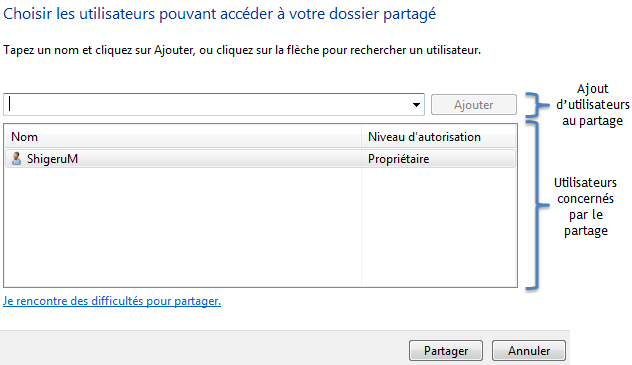 Choisir les utilisateurs pouvant accéder à votre dossier partagé
Tapez un nom et cliquez sur Ajouter, ou cliquez sur la flèche pour rechercher un utilisateur.
Ajouter
Ajout
d'utilisateurs
au partage
Nom Niveau d'autorisation
ShigeruM Propriétaire
Utilisateurs
concernés
par le
partage
Je rencontre des difficultés pour partager.
Partager Annuler